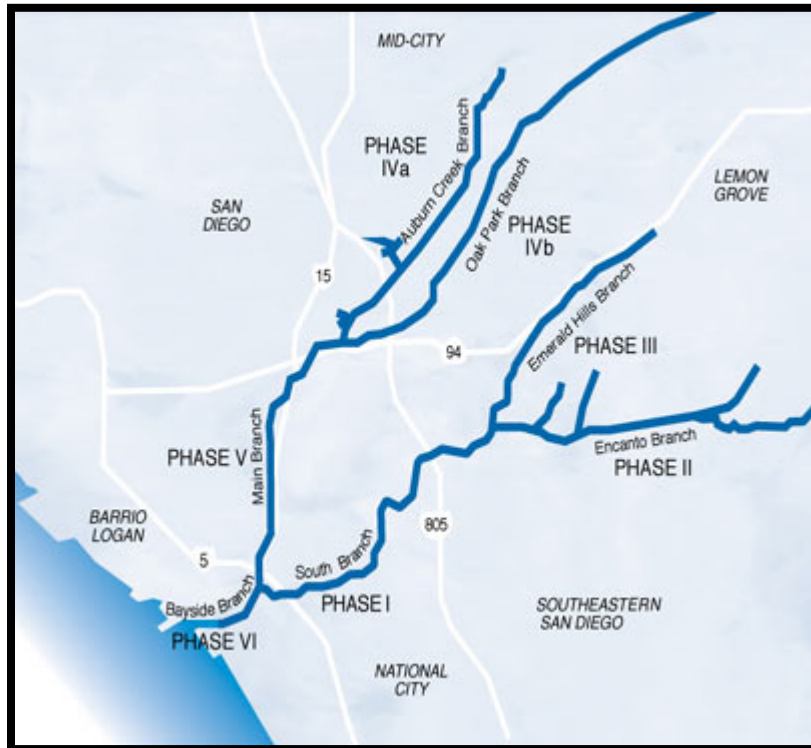 MID-CITY
PHASE
IVa
Auburn Creek Branch
Oak Park Branch
LEMON
GROVE
SAN
DIEGO
PHASE
IVb
15
Emerald Hills Branch
94
PHASE III
Main Branch
PHASE V
Encanto Branch
PHASE II
BARRIO
LOGAN
805
5
South Branch
Bayside Branch
PHASE I
SOUTHEASTERN
SAN DIEGO
PHASE VI
NATIONAL
CITY